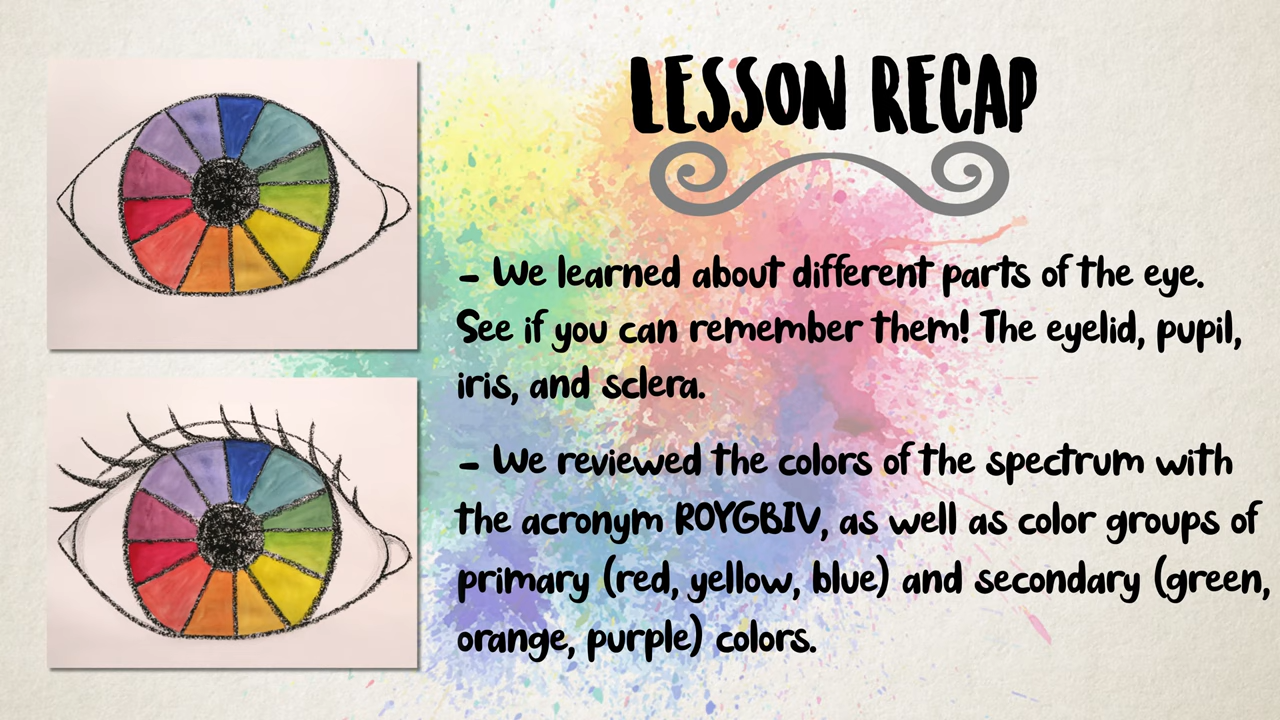 LESSON RECAP
- We learned about different parts of the eye.
See if you can remember them! The eyelid, pupil,
iris, and sclera.
- We reviewed the colors of the spectrum with
the acronym ROYGBIV, as well as color groups of
primary (red, yellow, blue) and secondary (green,
orange, purple) colors.